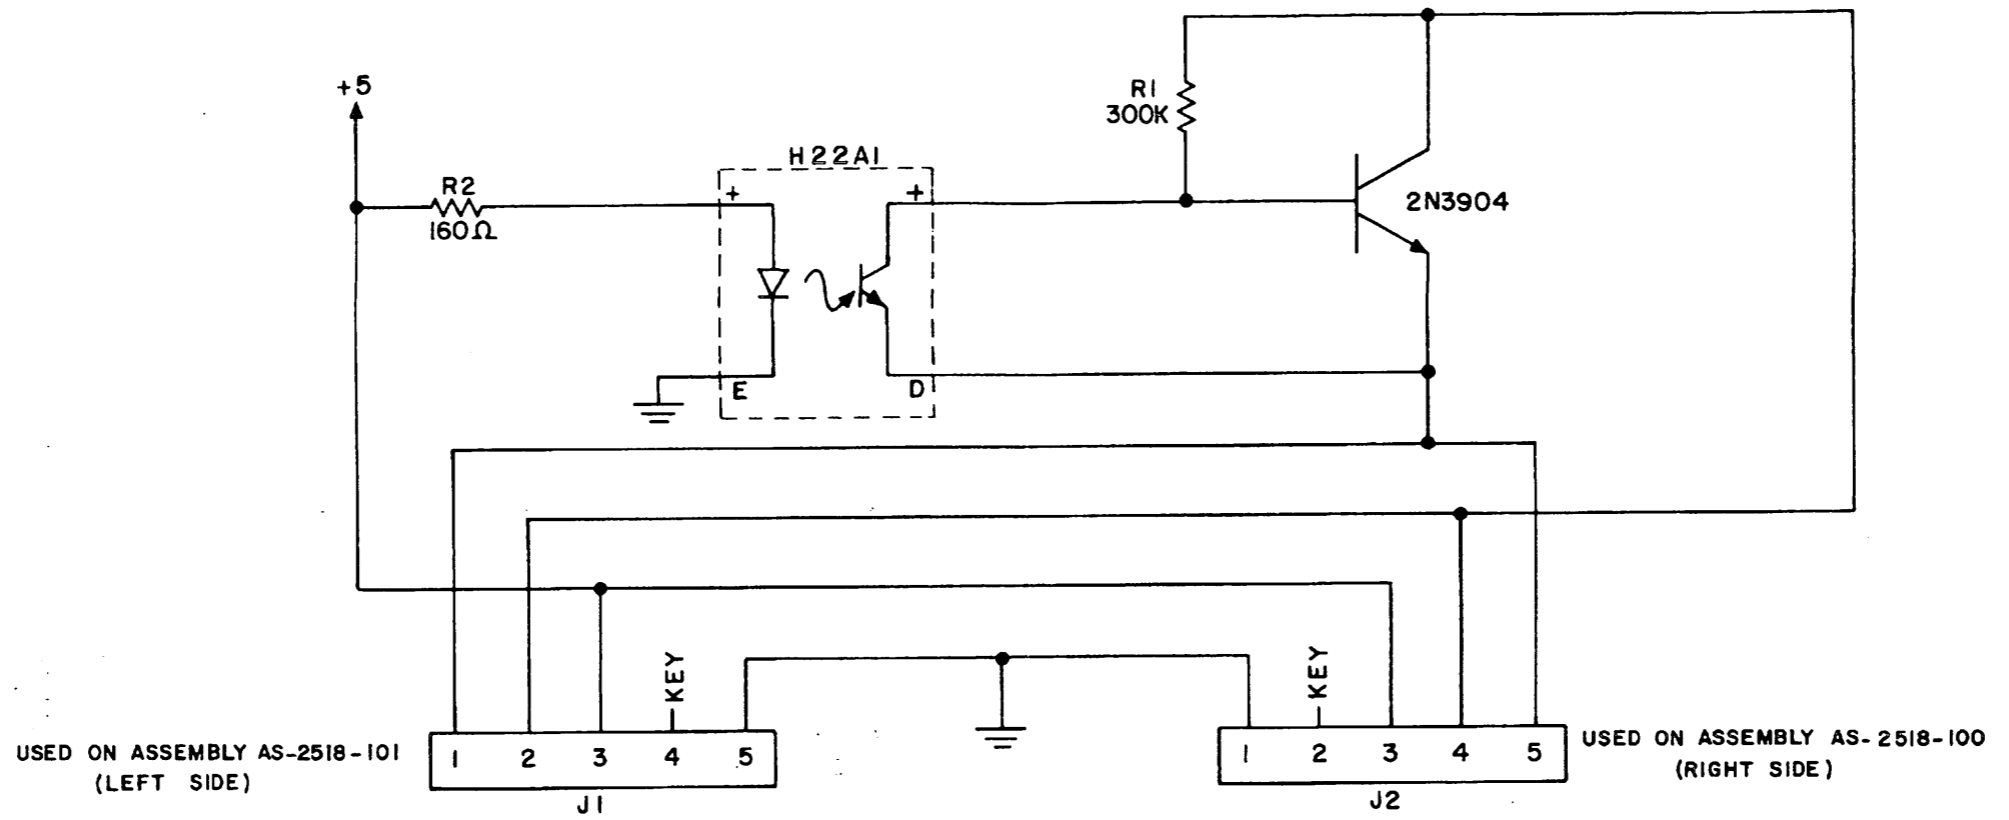 +5
R1
300K
H22A1
R2
160Ω
+
+
2N3904
E
D
KEY
KEY
USED ON ASSEMBLY AS-2518-101
(LEFT SIDE)
1 2 3 4 5
J1
1 2 3 4 5
J2
USED ON ASSEMBLY AS-2518-100
(RIGHT SIDE)